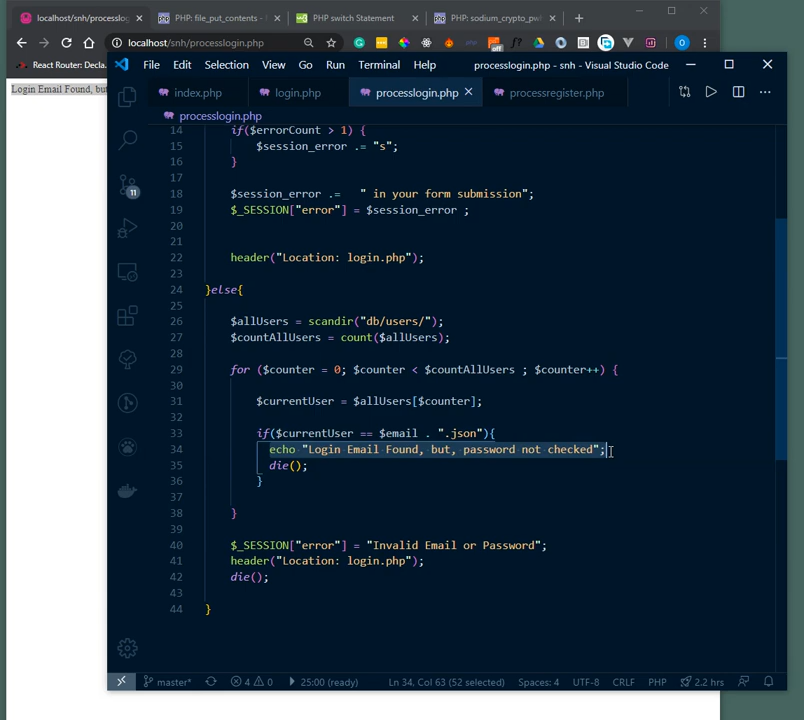 localhost/snh/processlog
PHP: file_put_contents -
PHP switch Statement
PHP: sodium_crypto_pw
localhost/snh/processlogin.php
off
0
React Router: Decla
Login Email Found, but
File Edit Selection View Go Run Terminal Help
processlogin.php - snh - Visual Studio Code
index.php
login.php
processlogin.php
processregister.php
processlogin.php
11
14 if($errorCount > 1) {
15 $session_error .= "s";
16 }
17
18 $session_error .= " in your form submission";
19 $_SESSION["error"] = $session_error ;
20
21
22 header("Location: login.php");
23
24 }else{
25
26 $allUsers = scandir("db/users/");
27 $countAllUsers = count($allUsers);
28
29 for ($counter = 0; $counter < $countAllUsers ; $counter++) {
30
31 $currentUser = $allUsers[$counter];
32
33 if($currentUser == $email . ".json"){
34 echo "Login Email Found, but, password not checked";
35 die();
36 }
37
38 }
39
40 $_SESSION["error"] = "Invalid Email or Password";
41 header("Location: login.php");
42 die();
43
44 }
master* 4 0 25:00 (ready) Ln 34, Col 63 (52 selected) Spaces: 4 UTF-8 CRLF PHP 2.2 hrs